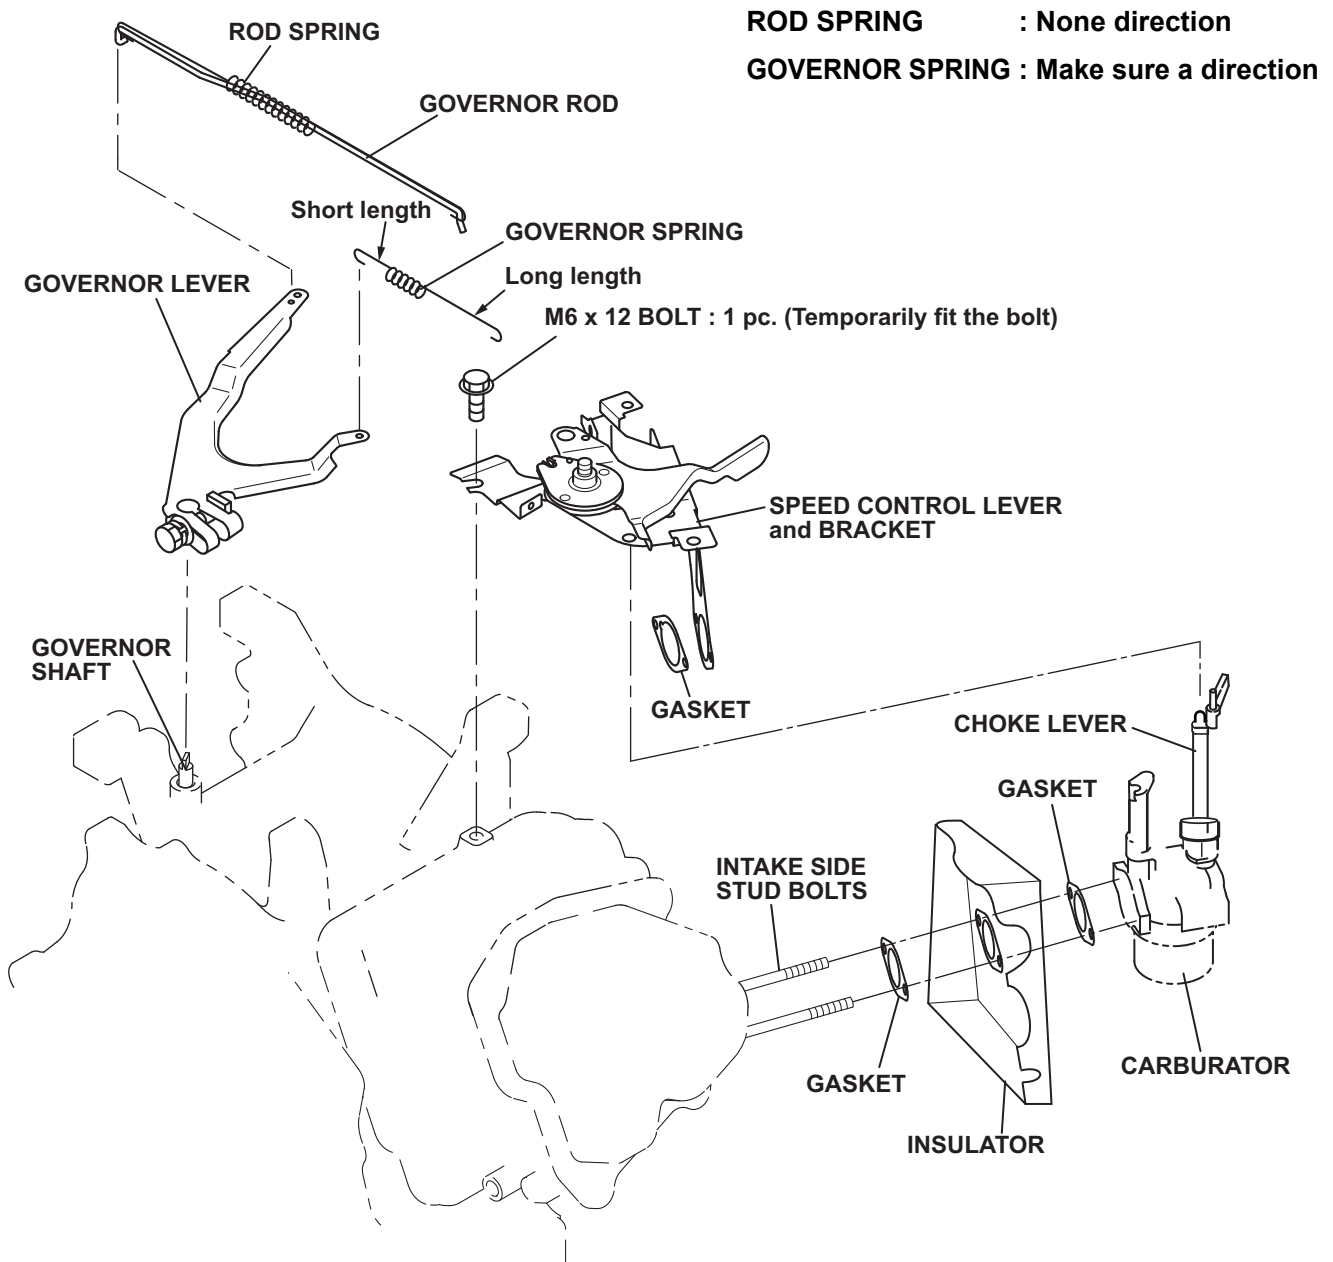 ROD SPRING : None direction
GOVERNOR SPRING : Make sure a direction
ROD SPRING
GOVERNOR ROD
Short length
GOVERNOR SPRING
Long length
GOVERNOR LEVER
M6 x 12 BOLT : 1 pc. (Temporarily fit the bolt)
SPEED CONTROL LEVER
and BRACKET
GOVERNOR
SHAFT
GASKET
CHOKE LEVER
GASKET
INTAKE SIDE
STUD BOLTS
CARBURATOR
GASKET
INSULATOR